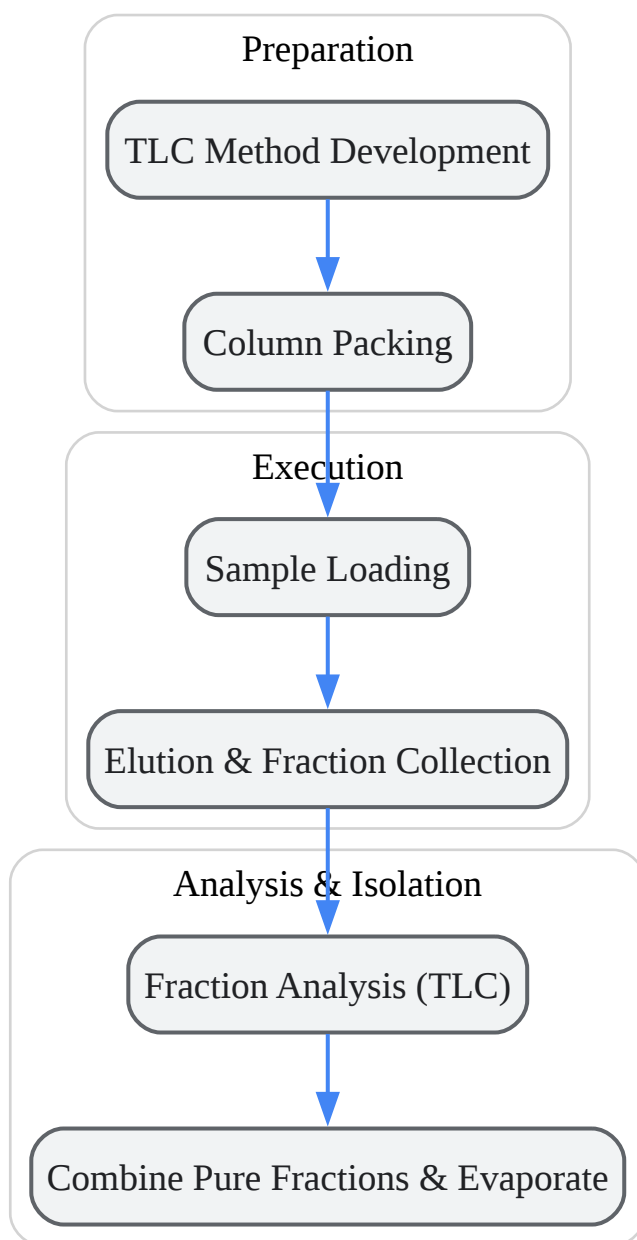 Preparation
TLC Method Development
Column Packing
Execution
Sample Loading
Elution & Fraction Collection
Analysis & Isolation
Fraction Analysis (TLC)
Combine Pure Fractions & Evaporate